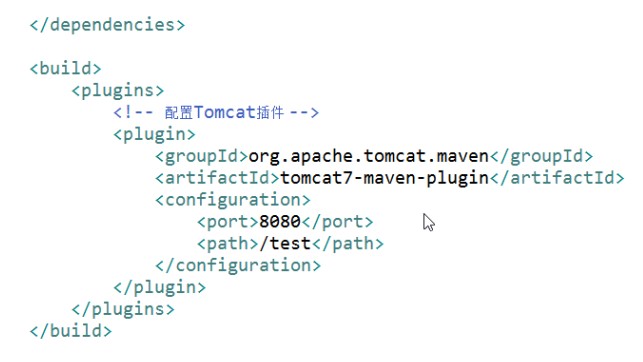 </dependencies>
<build>
<plugins>
<!-- 配置Tomcat插件 -->
<plugin>
<groupId>org.apache.tomcat.maven</groupId>
<artifactId>tomcat7-maven-plugin</artifactId>
<configuration>
<port>8080</port>
<path>/test</path>
</configuration>
</plugin>
</plugins>
</build>